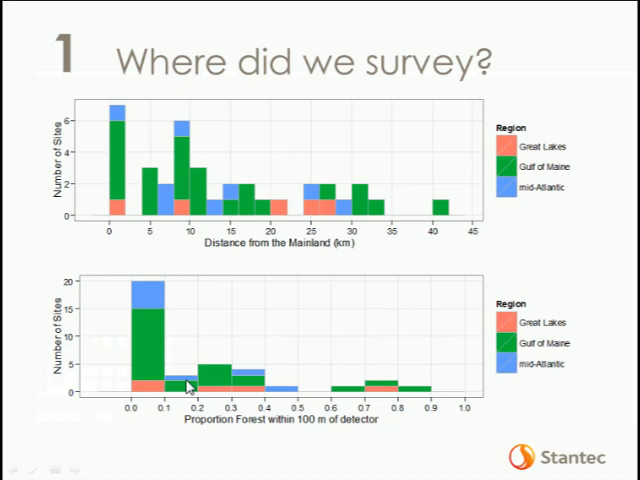 1 Where did we survey?
Number of Sites
6
4
2
0
0 5 10 15 20 25 30 35 40 45
Distance from the Mainland (km)
Region
Great Lakes
Gulf of Maine
mid-Atlantic
Number of Sites
20
15
10
5
0
0.0 0.1 0.2 0.3 0.4 0.5 0.6 0.7 0.8 0.9 1.0
Proportion Forest within 100 m of detector
Region
Great Lakes
Gulf of Maine
mid-Atlantic
Stantec